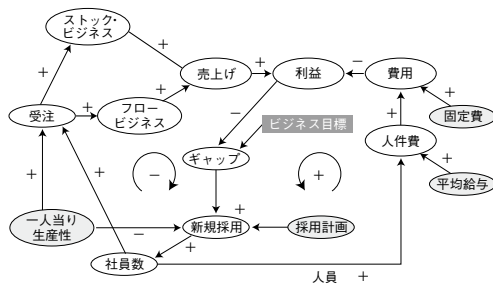 ストック・
ビジネス
+
+
売上げ
+
利益
−
費用
+
+
+
受注
+
フロー
ビジネス
−
ビジネス目標
+
固定費
人件費
ギャップ
+
+
−
+
+
平均給与
一人当り
生産性
−
+
新規採用
採用計画
+
社員数
人員 +